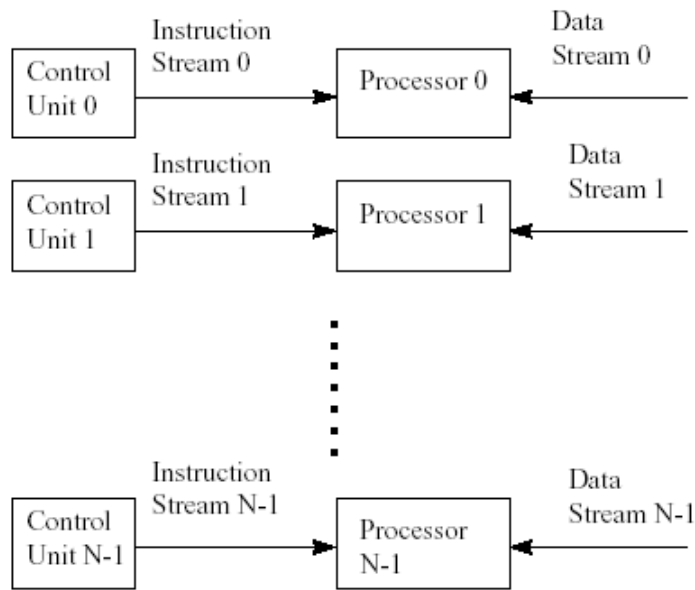 Instruction
Stream 0
Data
Stream 0
Control
Unit 0
Processor 0
Instruction
Stream 1
Data
Stream 1
Control
Unit 1
Processor 1
Instruction
Stream N-1
Data
Stream N-1
Control
Unit N-1
Processor
N-1